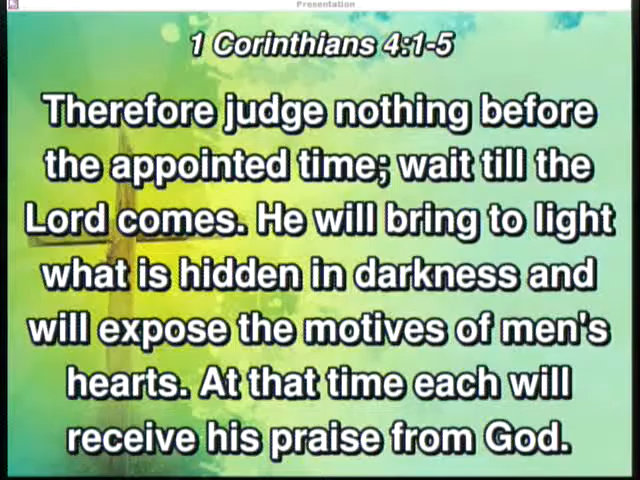 Presentation
1 Corinthians 4:1-5
Therefore judge nothing before
the appointed time; wait till the
Lord comes. He will bring to light
what is hidden in darkness and
will expose the motives of men's
hearts. At that time each will
receive his praise from God.